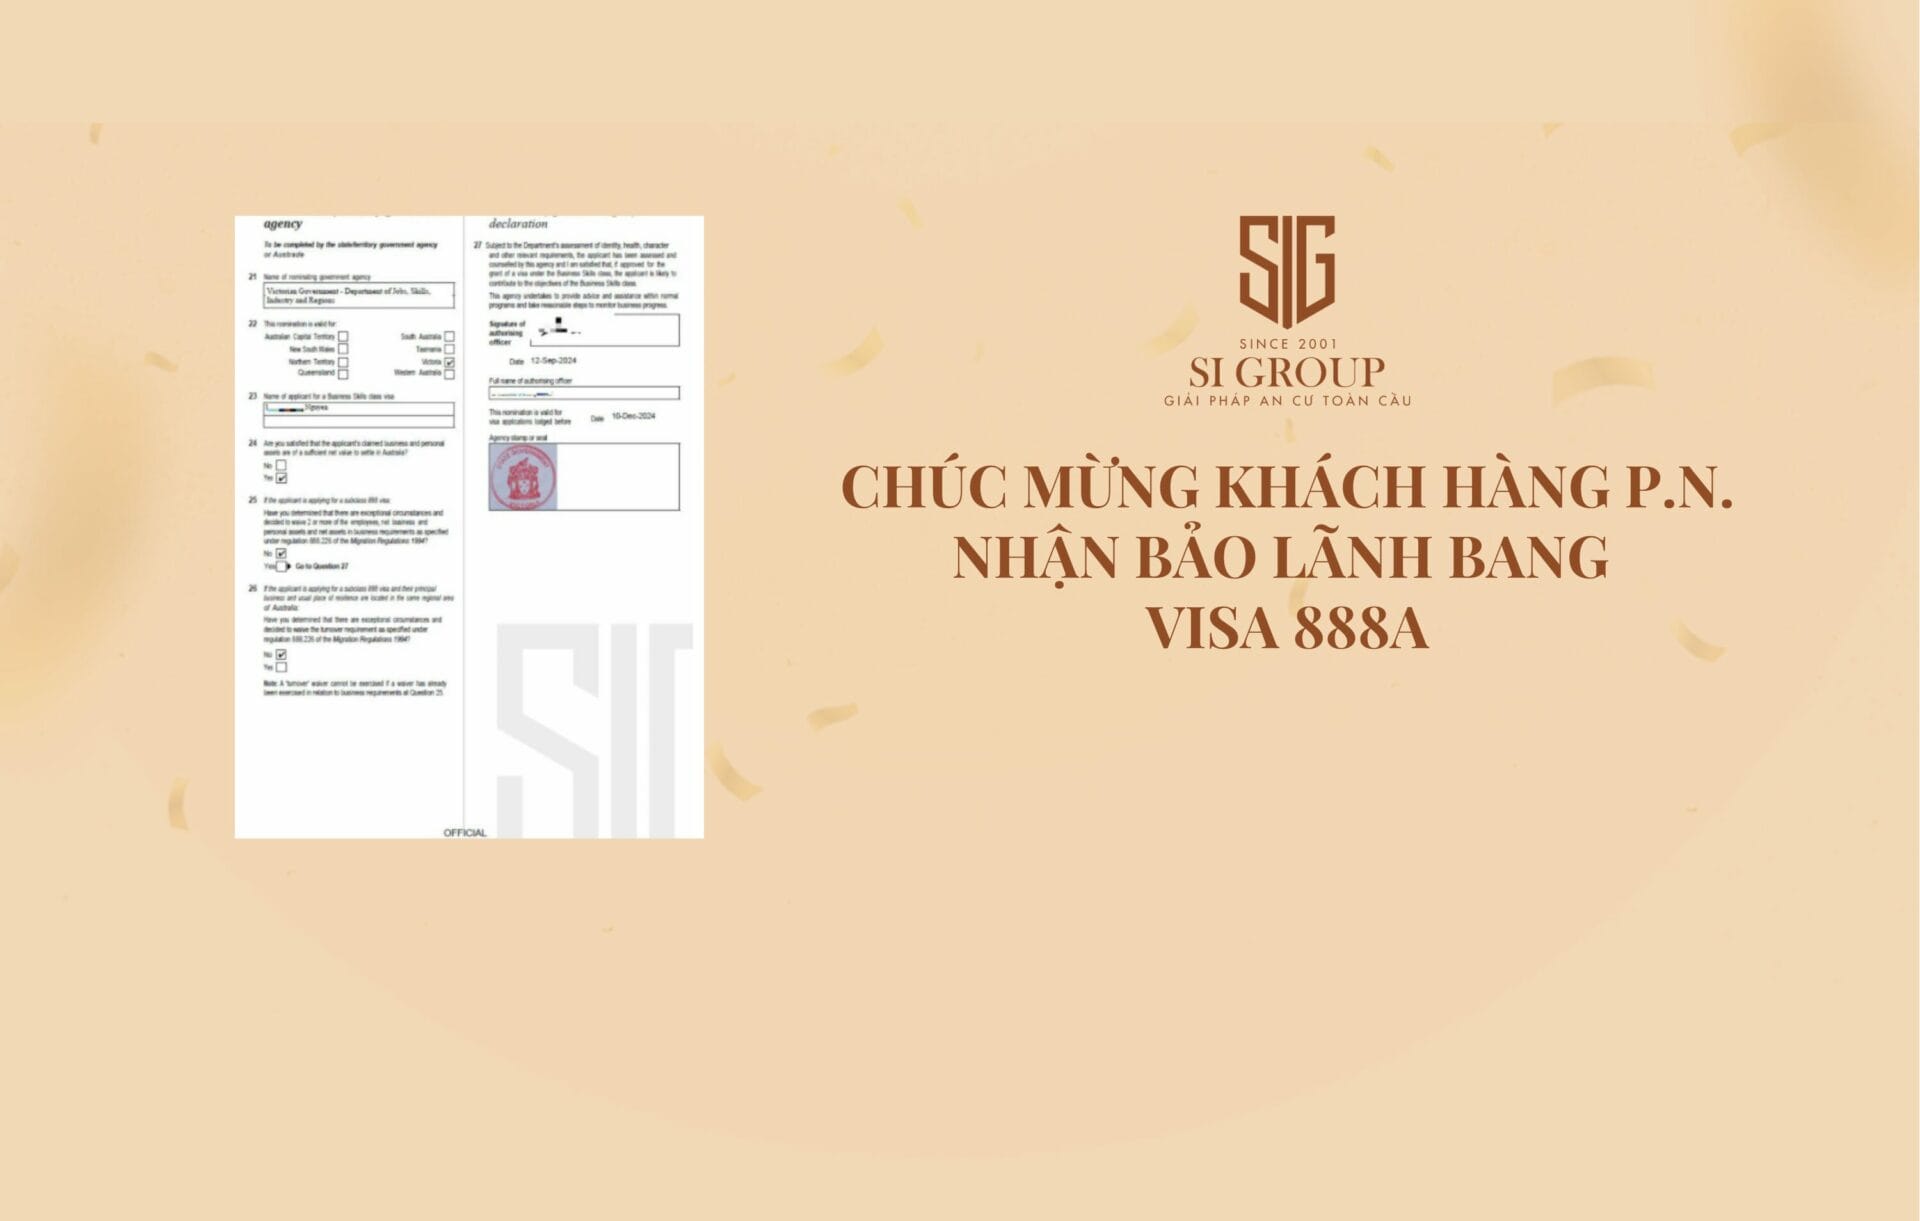 agency
To be completed by the state/territory government agency
or Austrade
21 Name of nominating government agency
Victorian Government - Department of Jobs, Skills,
Industry and Regions
22 This nomination is valid for:
Australian Capital Territory
South Australia
New South Wales
Tasmania
Northern Territory
Victoria ✔
Queensland
Western Australia
23 Name of applicant for a Business Skills class visa
Nguyen
24 Are you satisfied that the applicant's claimed business and personal
assets are of a sufficient net value to settle in Australia?
No
Yes ✔
25 If the applicant is applying for a subclass 888 visa:
Have you determined that there are exceptional circumstances and
decided to waive 2 or more of the employees, net business and
personal assets and net assets in business requirements as specified
under regulation 888.226 of the Migration Regulations 1994?
No ✔
Yes Go to Question 27
26 If the applicant is applying for a subclass 888 visa and their principal
business and usual place of residence are located in the same regional area
of Australia:
Have you determined that there are exceptional circumstances and
decided to waive the turnover requirement as specified under
regulation 888.226 of the Migration Regulations 1994?
No ✔
Yes
Note: A 'turnover' waiver cannot be exercised if a waiver has already
been exercised in relation to business requirements at Question 25.
declaration
27 Subject to the Department's assessment of identity, health, character
and other relevant requirements, the applicant has been assessed and
counselled by this agency and I am satisfied that, if approved for the
grant of a visa under the Business Skills class, the applicant is likely to
contribute to the objectives of the Business Skills class.
This agency undertakes to provide advice and assistance within normal
programs and take reasonable steps to monitor business progress.
Signature of
authorising
officer
Date 12-Sep-2024
Full name of authorising officer
This nomination is valid for
visa applications lodged before
Date 10-Dec-2024
Agency stamp or seal
STATE GOVERNMENT
VICTORIA
OFFICIAL
SIG
SINCE 2001
SI GROUP
GIẢI PHÁP AN CƯ TOÀN CẦU
CHÚC MỪNG KHÁCH HÀNG P.N.
NHẬN BẢO LÃNH BANG
VISA 888A